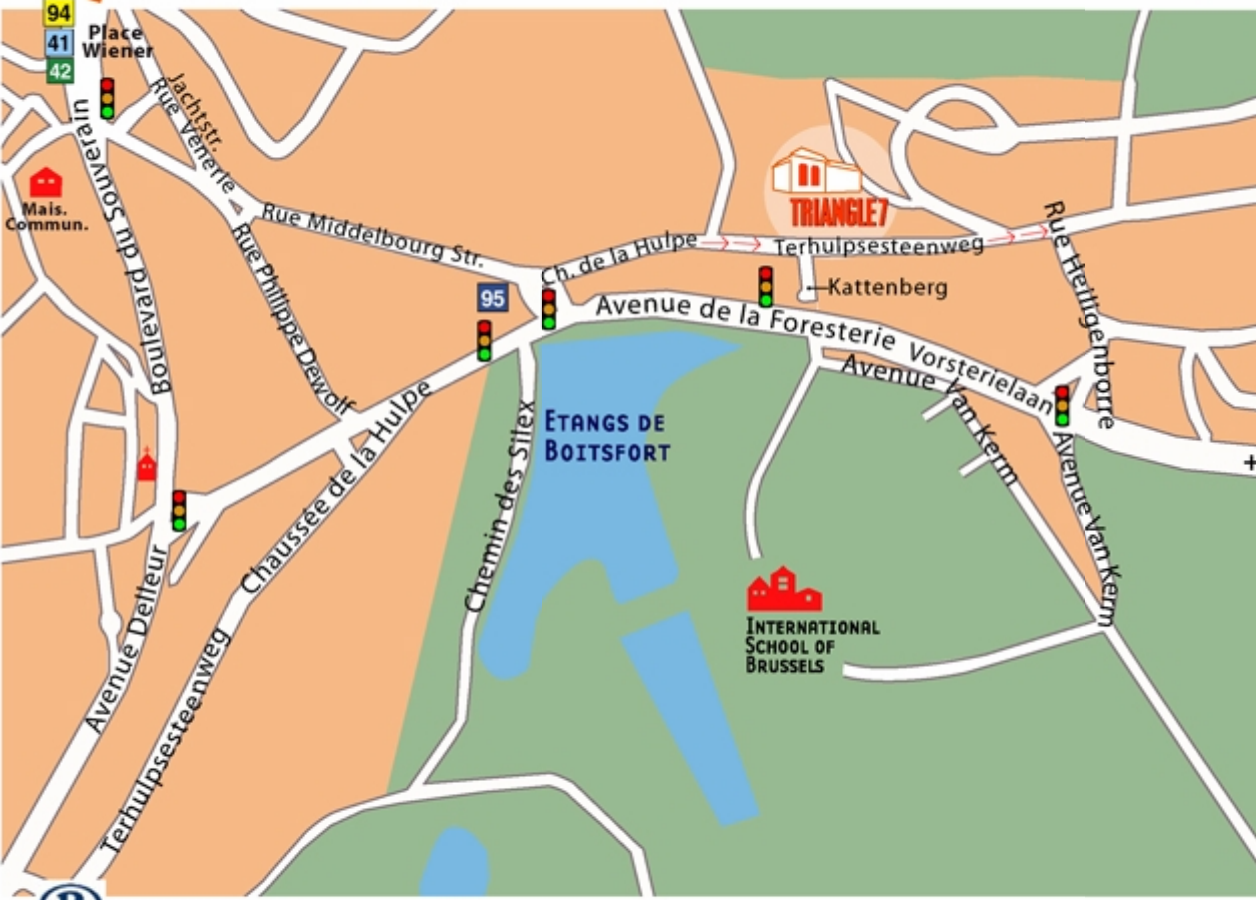 94
41
42
Place
Wiener
Jachtstr.
Rue Vènerie
Boulevard du Souverain
Mais.
Commun.
Rue Middelbourg Str.
Rue Philippe Dewolf
TRIANGLE7
Ch. de la Hulpe
Terhulpsesteenweg
Rue Heiligenborre
Kattenberg
95
Avenue de la Foresterie Vorsterielaan
Avenue Van Kerm
Chaussée de la Hulpe
Chemin des Silex
ETANGS DE
BOITSFORT
Avenue Van Kerm
Avenue Delleur
Terhulpsesteenweg
INTERNATIONAL
SCHOOL OF
BRUSSELS
B